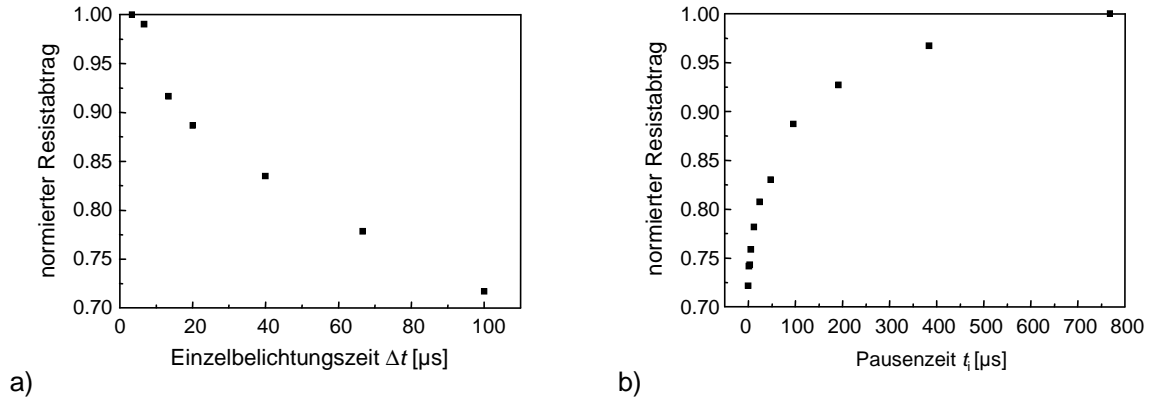 normierter Resistabtrag
1.00
0.95
0.90
0.85
0.80
0.75
0.70
0 20 40 60 80 100
Einzelbelichtungszeit Δt [µs]
a)
normierter Resistabtrag
1.00
0.95
0.90
0.85
0.80
0.75
0.70
0 100 200 300 400 500 600 700 800
Pausenzeit tᵢ [µs]
b)